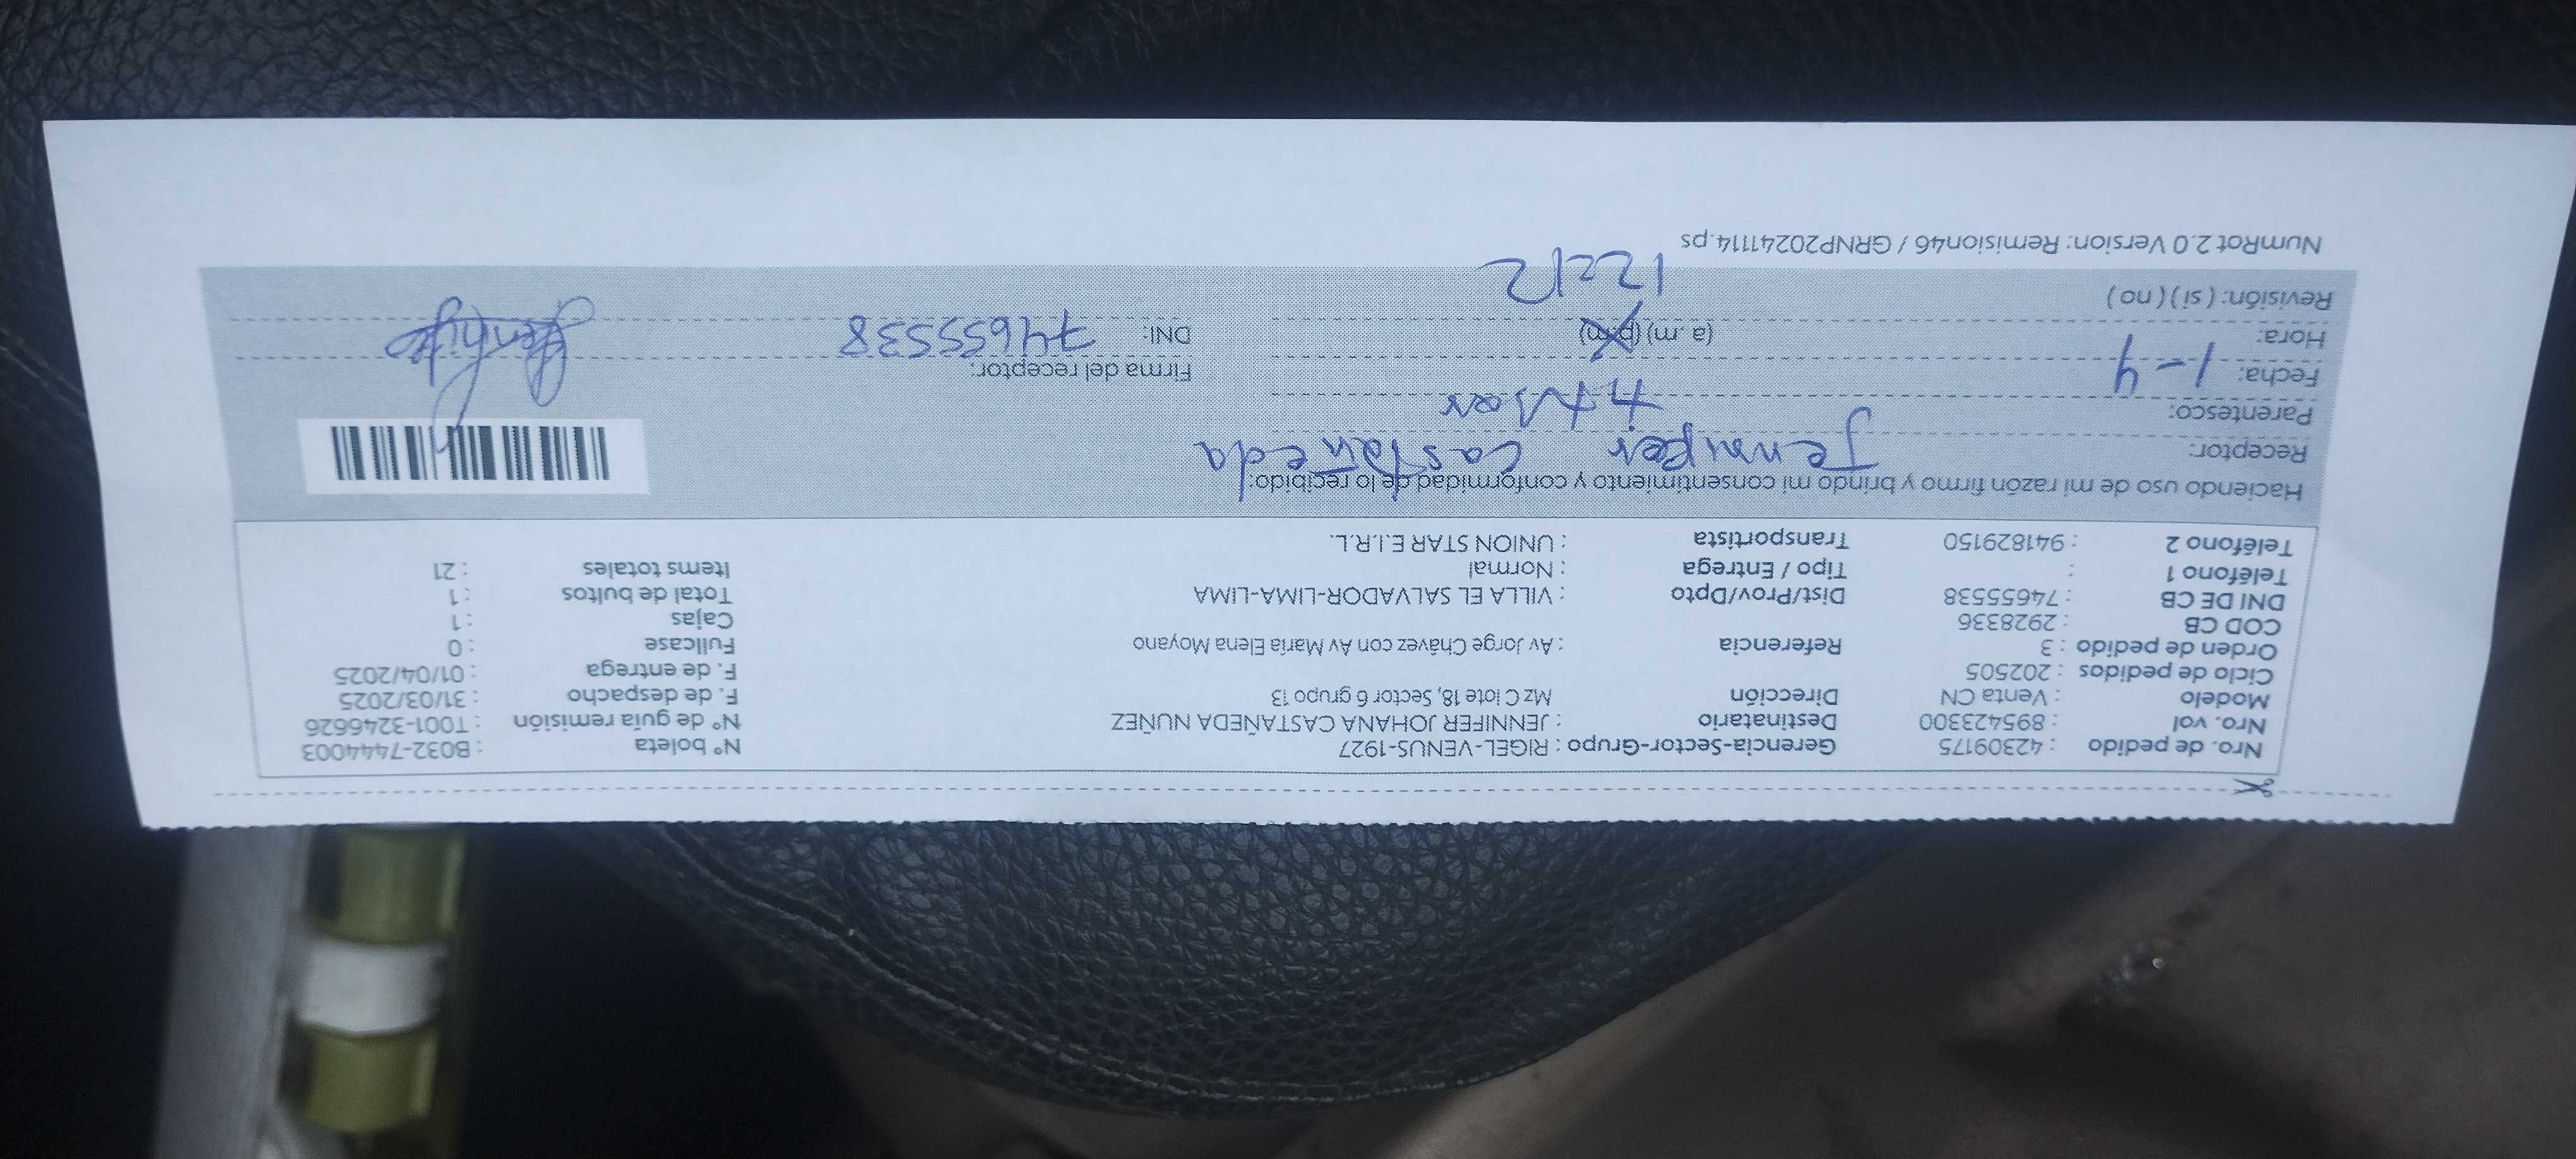 Nro. de pedido : 42309175 Gerencia-Sector-Grupo : RIGEL-VENUS-1927 N° boleta : B032-7444003
Nro. vol : 895423300 Destinatario : JENNIFER JOHANA CASTAÑEDA NUÑEZ N° de guía remisión : T001-3246626
Modelo : Venta CN Dirección Mz C lote 18, Sector 6 grupo 13 F. de despacho : 31/03/2025
Ciclo de pedidos : 202505 F. de entrega : 01/04/2025
Orden de pedido : 3 Referencia : Av Jorge Chávez con Av María Elena Moyano Fullcase : 0
COD CB : 2928336 Cajas : 1
DNI DE CB : 74655538 Dist/Prov/Dpto : VILLA EL SALVADOR-LIMA-LIMA Total de bultos : 1
Teléfono 1 : Tipo / Entrega : Normal Items totales : 21
Teléfono 2 : 941829150 Transportista : UNION STAR E.I.R.L.
Haciendo uso de mi razón firmo y brindo mi consentimiento y conformidad de lo recibido:
Receptor: Jennifer Castañeda
Parentesco:
Fecha: 1-4 Firma del receptor:
Hora: (a .m) (p.m) DNI: 74655538
Revisión: ( si ) ( no ) 12=12
NumRot 2.0 Version: Remision46 / GRNP20241114.ps